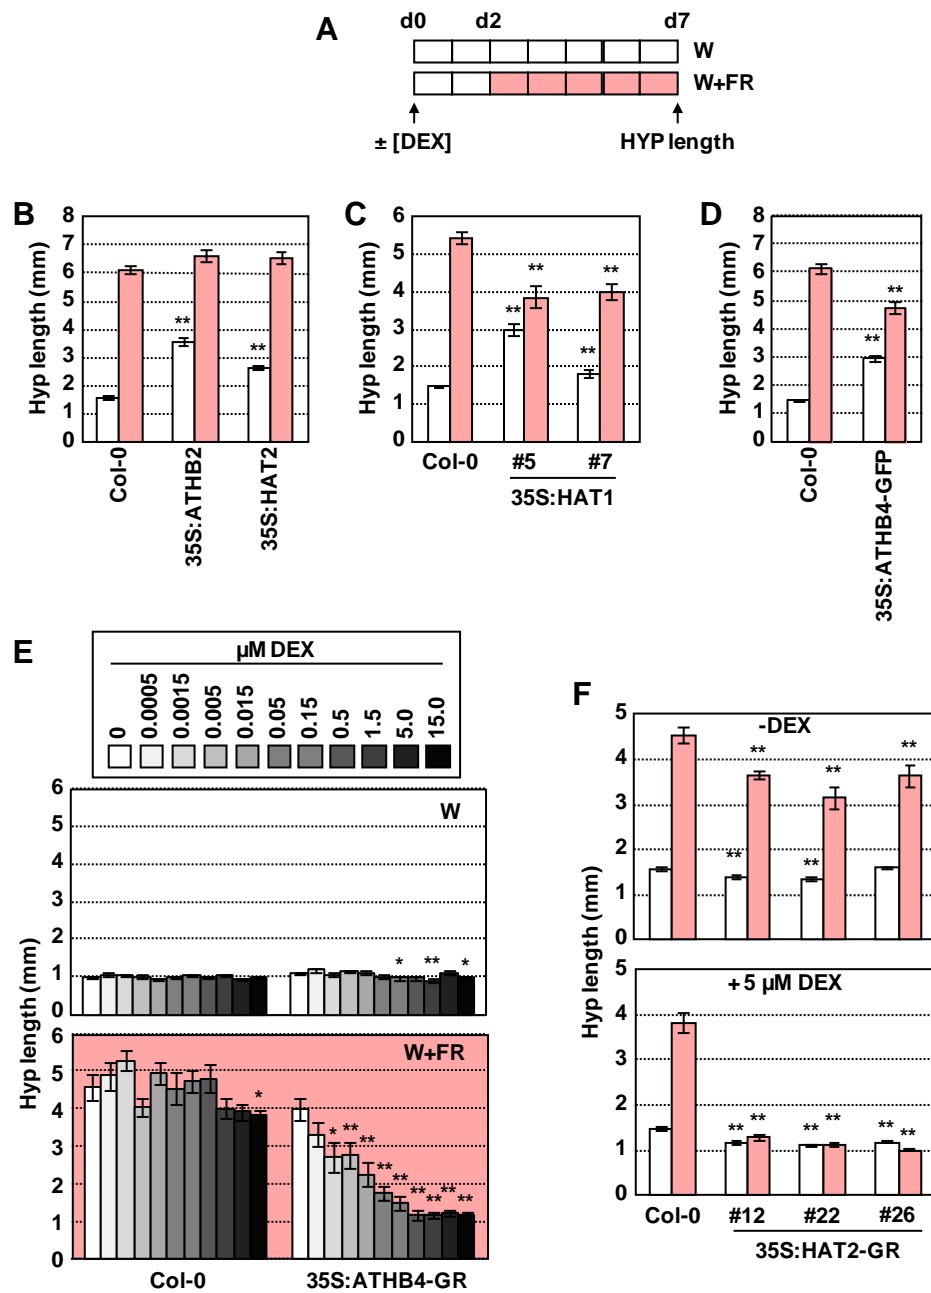 A
d0 d2 d7
W
W+FR
± [DEX]
HYP length
B
Hyp length (mm)
8
7
6
5
4
3
2
1
0
**
**
Col-0
35S:ATHB2
35S:HAT2
C
Hyp length (mm)
6
5
4
3
2
1
0
**
**
**
**
Col-0 #5 #7
35S:HAT1
D
Hyp length (mm)
8
7
6
5
4
3
2
1
0
**
**
Col-0
35S:ATHB4-GFP
E
µM DEX
0
0.0005
0.0015
0.005
0.015
0.05
0.15
0.5
1.5
5.0
15.0
Hyp length (mm)
W
6
5
4
3
2
1
0
* ** *
W+FR
6
5
4
3
2
1
0
*
* ** ** ** ** ** ** ** **
Col-0 35S:ATHB4-GR
F
Hyp length (mm)
-DEX
5
4
3
2
1
0
** ** **
** **
+ 5 µM DEX
5
4
3
2
1
0
** ** ** ** ** **
Col-0 #12 #22 #26
35S:HAT2-GR